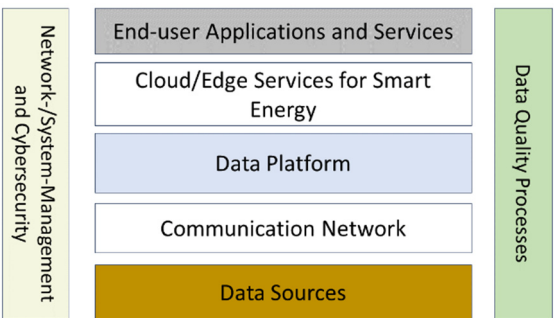 Network-/System-Management
and Cybersecurity
End-user Applications and Services
Cloud/Edge Services for Smart
Energy
Data Platform
Communication Network
Data Sources
Data Quality Processes